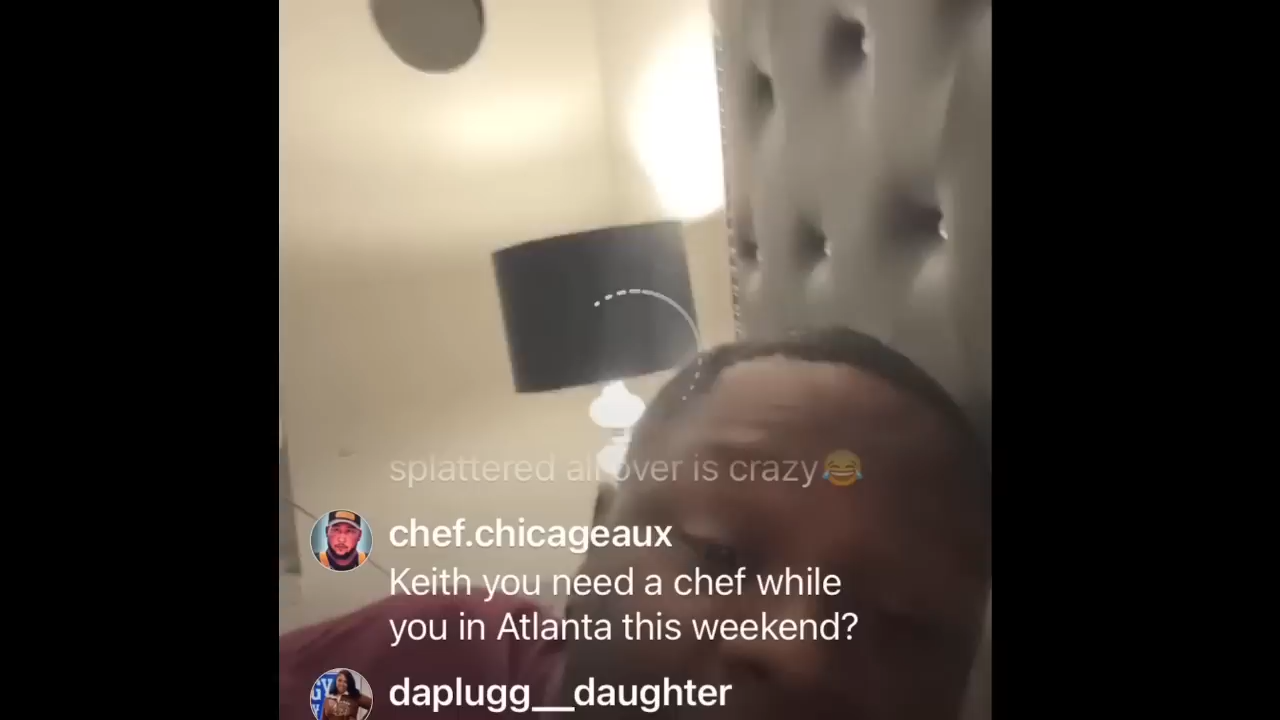 splattered all over is crazy😂
chef.chicageaux
Keith you need a chef while
you in Atlanta this weekend?
daplugg__daughter